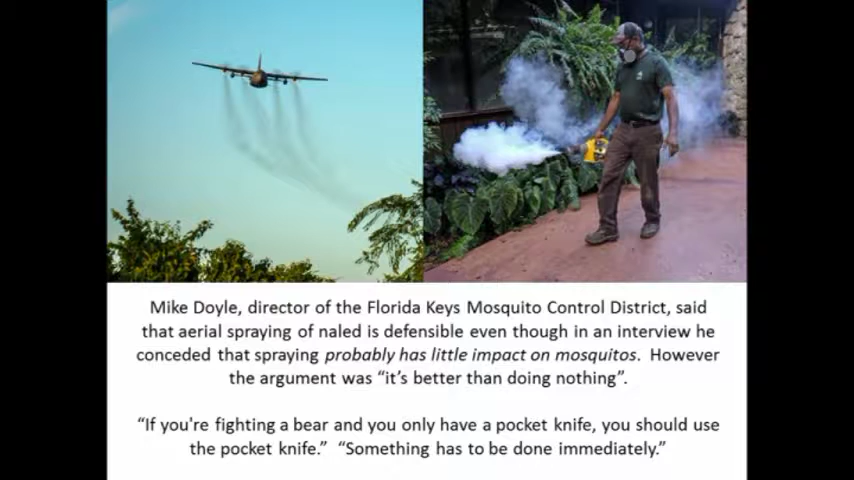 Mike Doyle, director of the Florida Keys Mosquito Control District, said
that aerial spraying of naled is defensible even though in an interview he
conceded that spraying probably has little impact on mosquitos.  However
the argument was “it’s better than doing nothing”.
“If you're fighting a bear and you only have a pocket knife, you should use
the pocket knife.”  “Something has to be done immediately.”